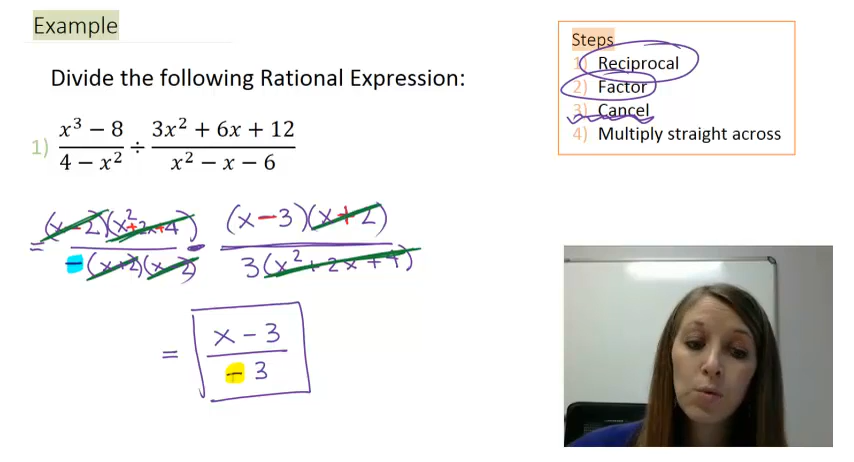 Example
Steps
1) Reciprocal
2) Factor
3) Cancel
4) Multiply straight across
Divide the following Rational Expression:
1) (x³ − 8)/(4 − x²) ÷ (3x² + 6x + 12)/(x² − x − 6)
= (x−2)(x²+2x+4)/−(x+2)(x−2) · (x−3)(x+2)/3(x²+2x+4)
= (x−3)/(−3)